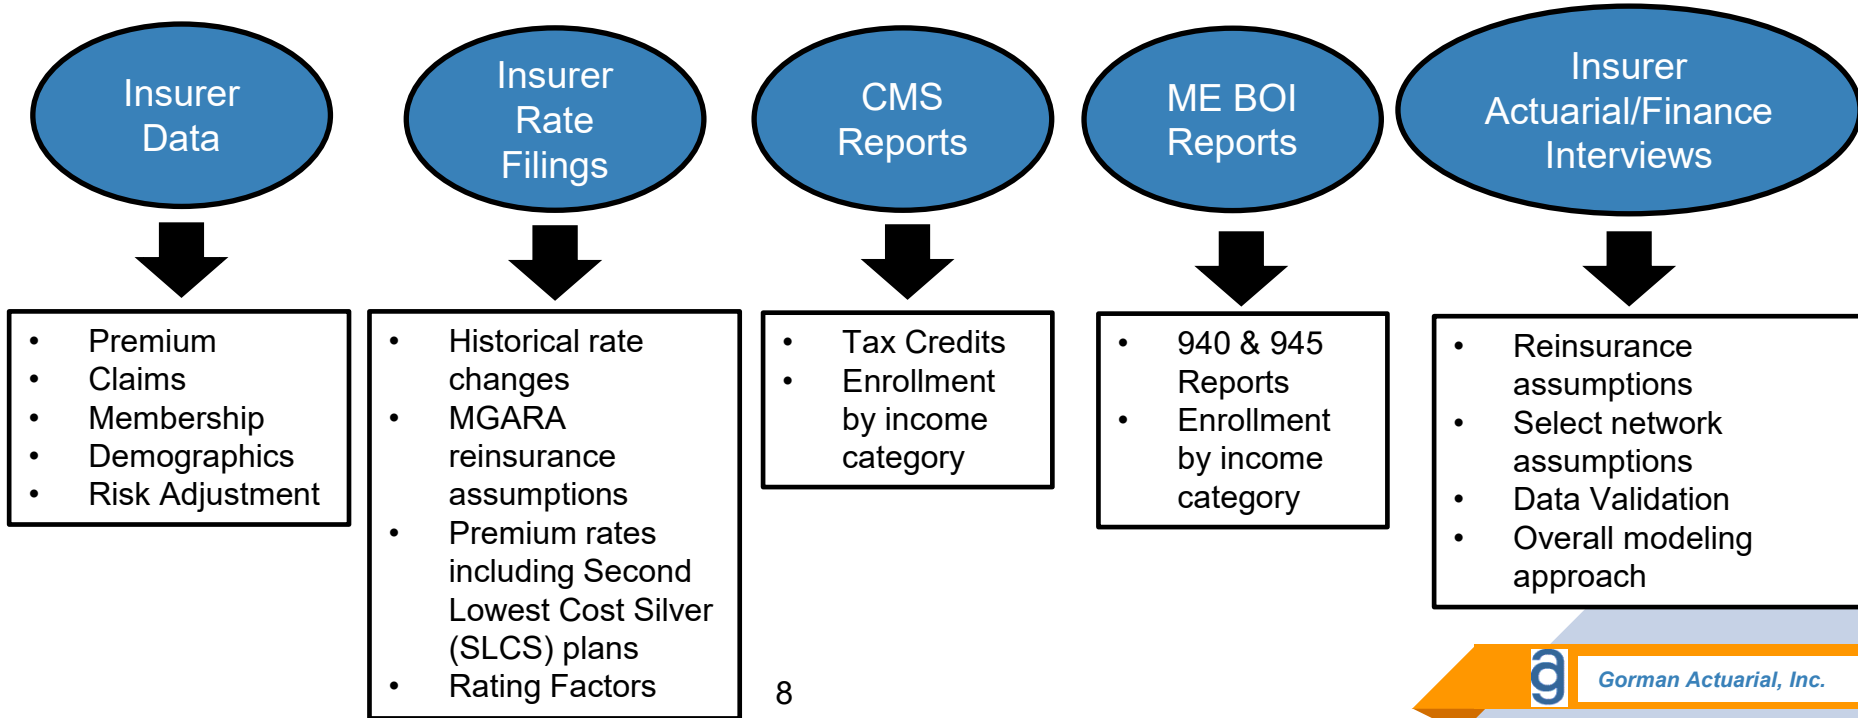 Insurer
Data
Insurer
Rate
Filings
CMS
Reports
ME BOI
Reports
Insurer
Actuarial/Finance
Interviews
• Premium
• Claims
• Membership
• Demographics
• Risk Adjustment
• Historical rate
changes
• MGARA
reinsurance
assumptions
• Premium rates
including Second
Lowest Cost Silver
(SLCS) plans
• Rating Factors
• Tax Credits
• Enrollment
by income
category
• 940 & 945
Reports
• Enrollment
by income
category
• Reinsurance
assumptions
• Select network
assumptions
• Data Validation
• Overall modeling
approach
8
Gorman Actuarial, Inc.